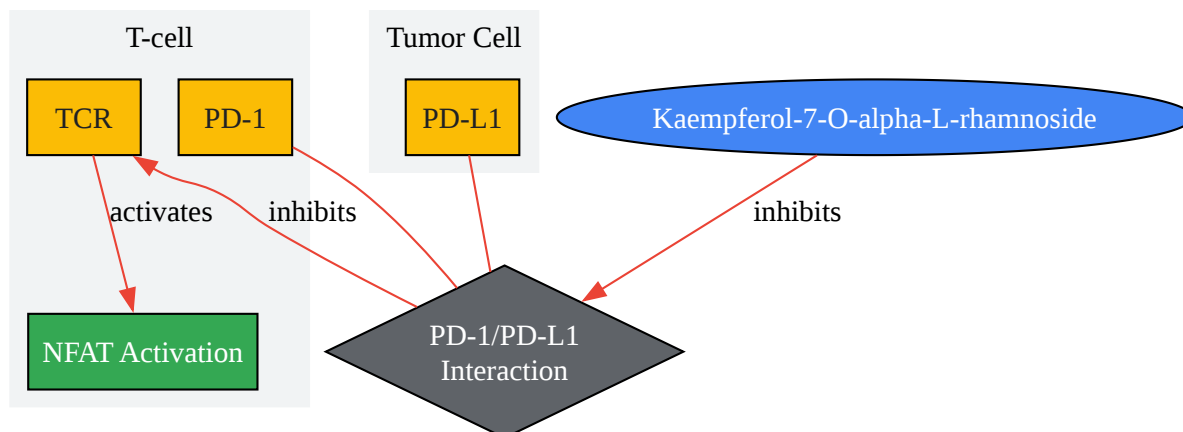 T-cell
Tumor Cell
TCR
PD-1
PD-L1
Kaempferol-7-O-alpha-L-rhamnoside
activates
inhibits
inhibits
NFAT Activation
PD-1/PD-L1
Interaction